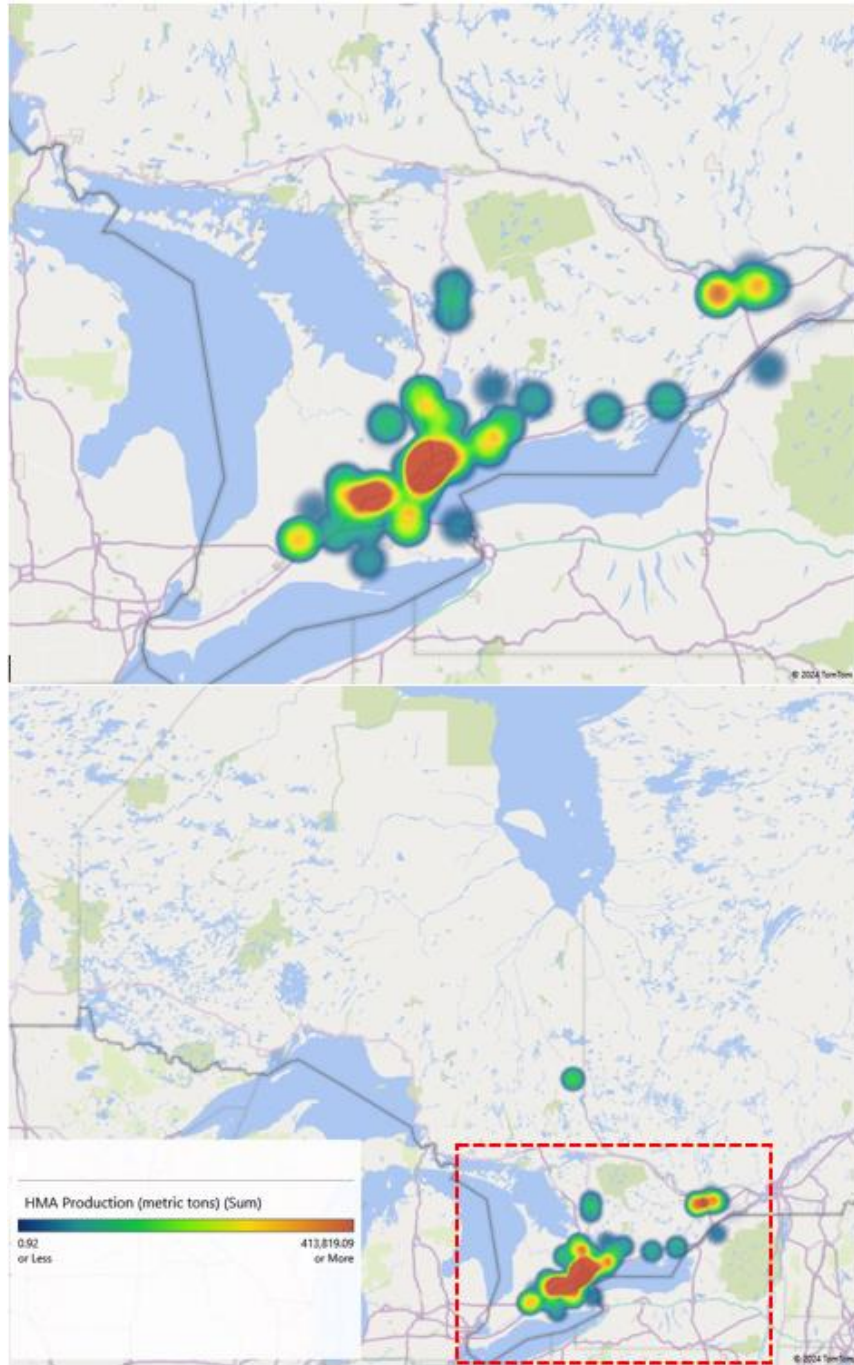 © 2024 TomTom
HMA Production (metric tons) (Sum)
0.92 413,819.09
or Less or More
© 2024 TomTom